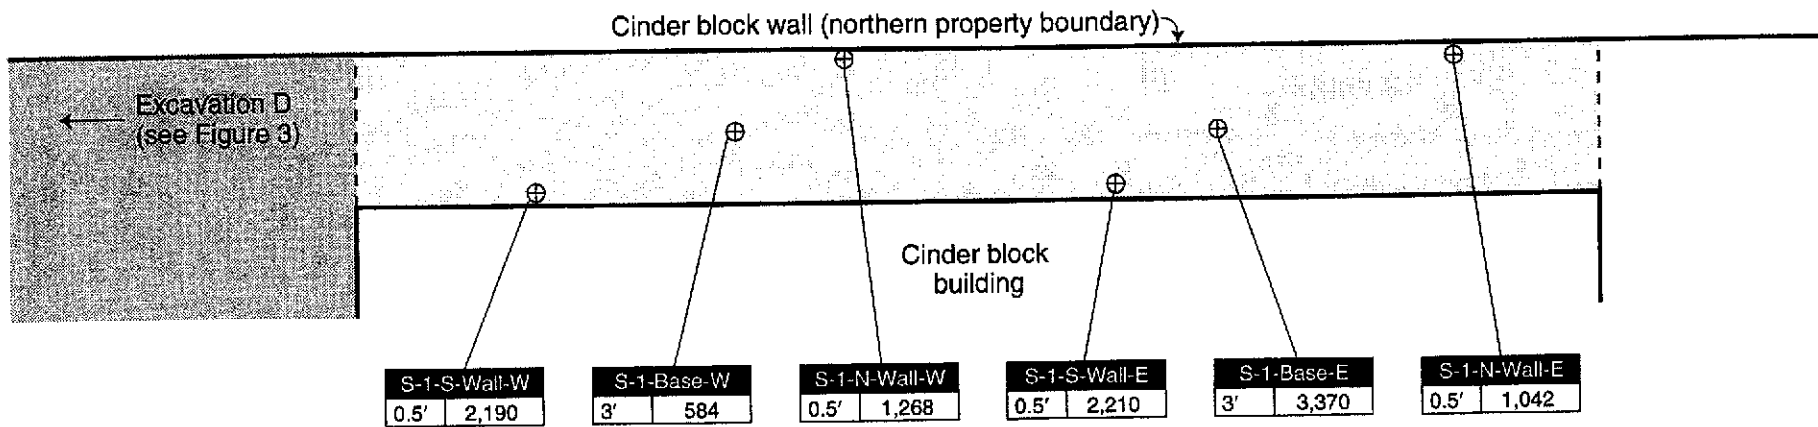 Cinder block wall (northern property boundary)
Excavation D
(see Figure 3)
Cinder block
building
S-1-S-Wall-W
0.5′ 2,190
S-1-Base-W
3′ 584
S-1-N-Wall-W
0.5′ 1,268
S-1-S-Wall-E
0.5′ 2,210
S-1-Base-E
3′ 3,370
S-1-N-Wall-E
0.5′ 1,042